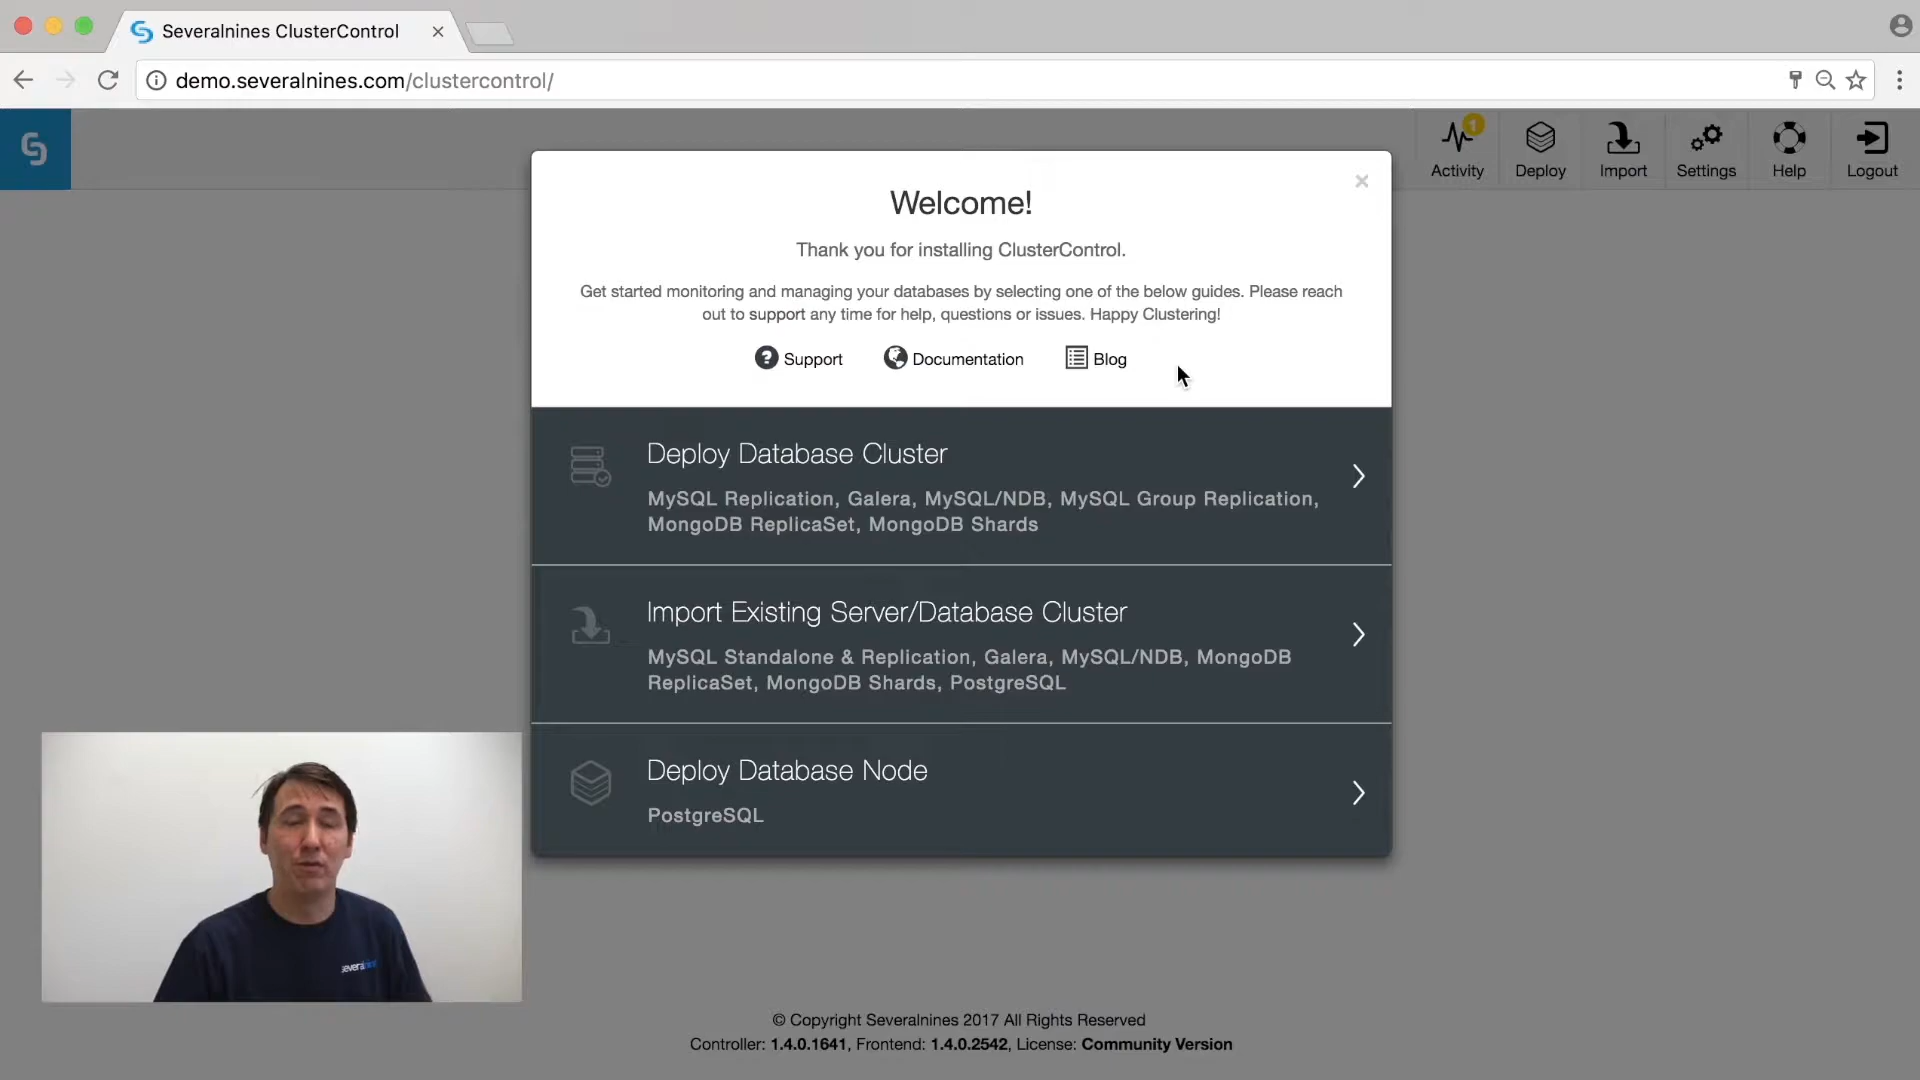 Severalnines ClusterControl
demo.severalnines.com/clustercontrol/
1
Activity
Deploy
Import
Settings
Help
Logout
Welcome!
Thank you for installing ClusterControl.
Get started monitoring and managing your databases by selecting one of the below guides. Please reach
out to support any time for help, questions or issues. Happy Clustering!
? Support
Documentation
Blog
Deploy Database Cluster
MySQL Replication, Galera, MySQL/NDB, MySQL Group Replication,
MongoDB ReplicaSet, MongoDB Shards
Import Existing Server/Database Cluster
MySQL Standalone & Replication, Galera, MySQL/NDB, MongoDB
ReplicaSet, MongoDB Shards, PostgreSQL
Deploy Database Node
PostgreSQL
© Copyright Severalnines 2017 All Rights Reserved
Controller: 1.4.0.1641, Frontend: 1.4.0.2542, License: Community Version